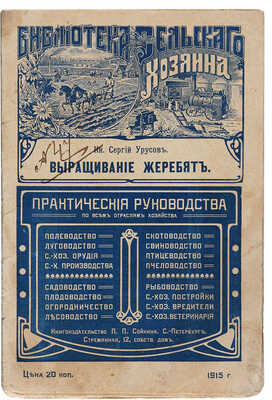 БИБЛІОТЕКА СЕЛЬСКАГО
ХОЗЯИНА
Кн. Сергій Урусовъ.
ВЫРАЩИВАНІЕ ЖЕРЕБЯТЪ.
ПРАКТИЧЕСКІЯ РУКОВОДСТВА
ПО ВСѢМЪ ОТРАСЛЯМЪ ХОЗЯЙСТВА
ПОЛЕВОДСТВО
ЛУГОВОДСТВО
С.-ХОЗ. ОРУДІЯ
С.-Х. ПРОИЗВОДСТВА
САДОВОДСТВО
ПЛОДОВОДСТВО
ОГОРОДНИЧЕСТВО
ЛѢСОВОДСТВО
СКОТОВОДСТВО
СВИНОВОДСТВО
ПТИЦЕВОДСТВО
ПЧЕЛОВОДСТВО
РЫБОВОДСТВО
С.-ХОЗ. ПОСТРОЙКИ
С.-ХОЗ. ВРЕДИТЕЛИ
С.-ХОЗ. ВЕТЕРИНАРІЯ
Книгоиздательство П. П. Сойкина, С.-Петербургъ,
Стремянная, 12, собств. домъ.
Цѣна 20 коп.
1915 г.